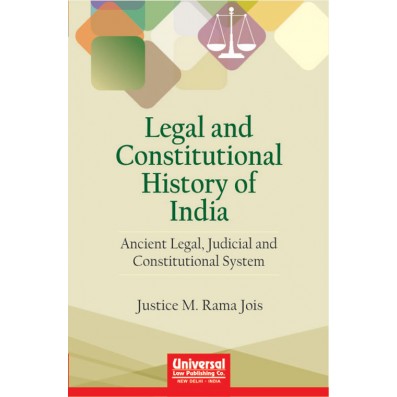 Legal and
Constitutional
History of
India
Ancient Legal, Judicial and
Constitutional System
Justice M. Rama Jois
Universal
Law Publishing Co.
NEW DELHI - INDIA